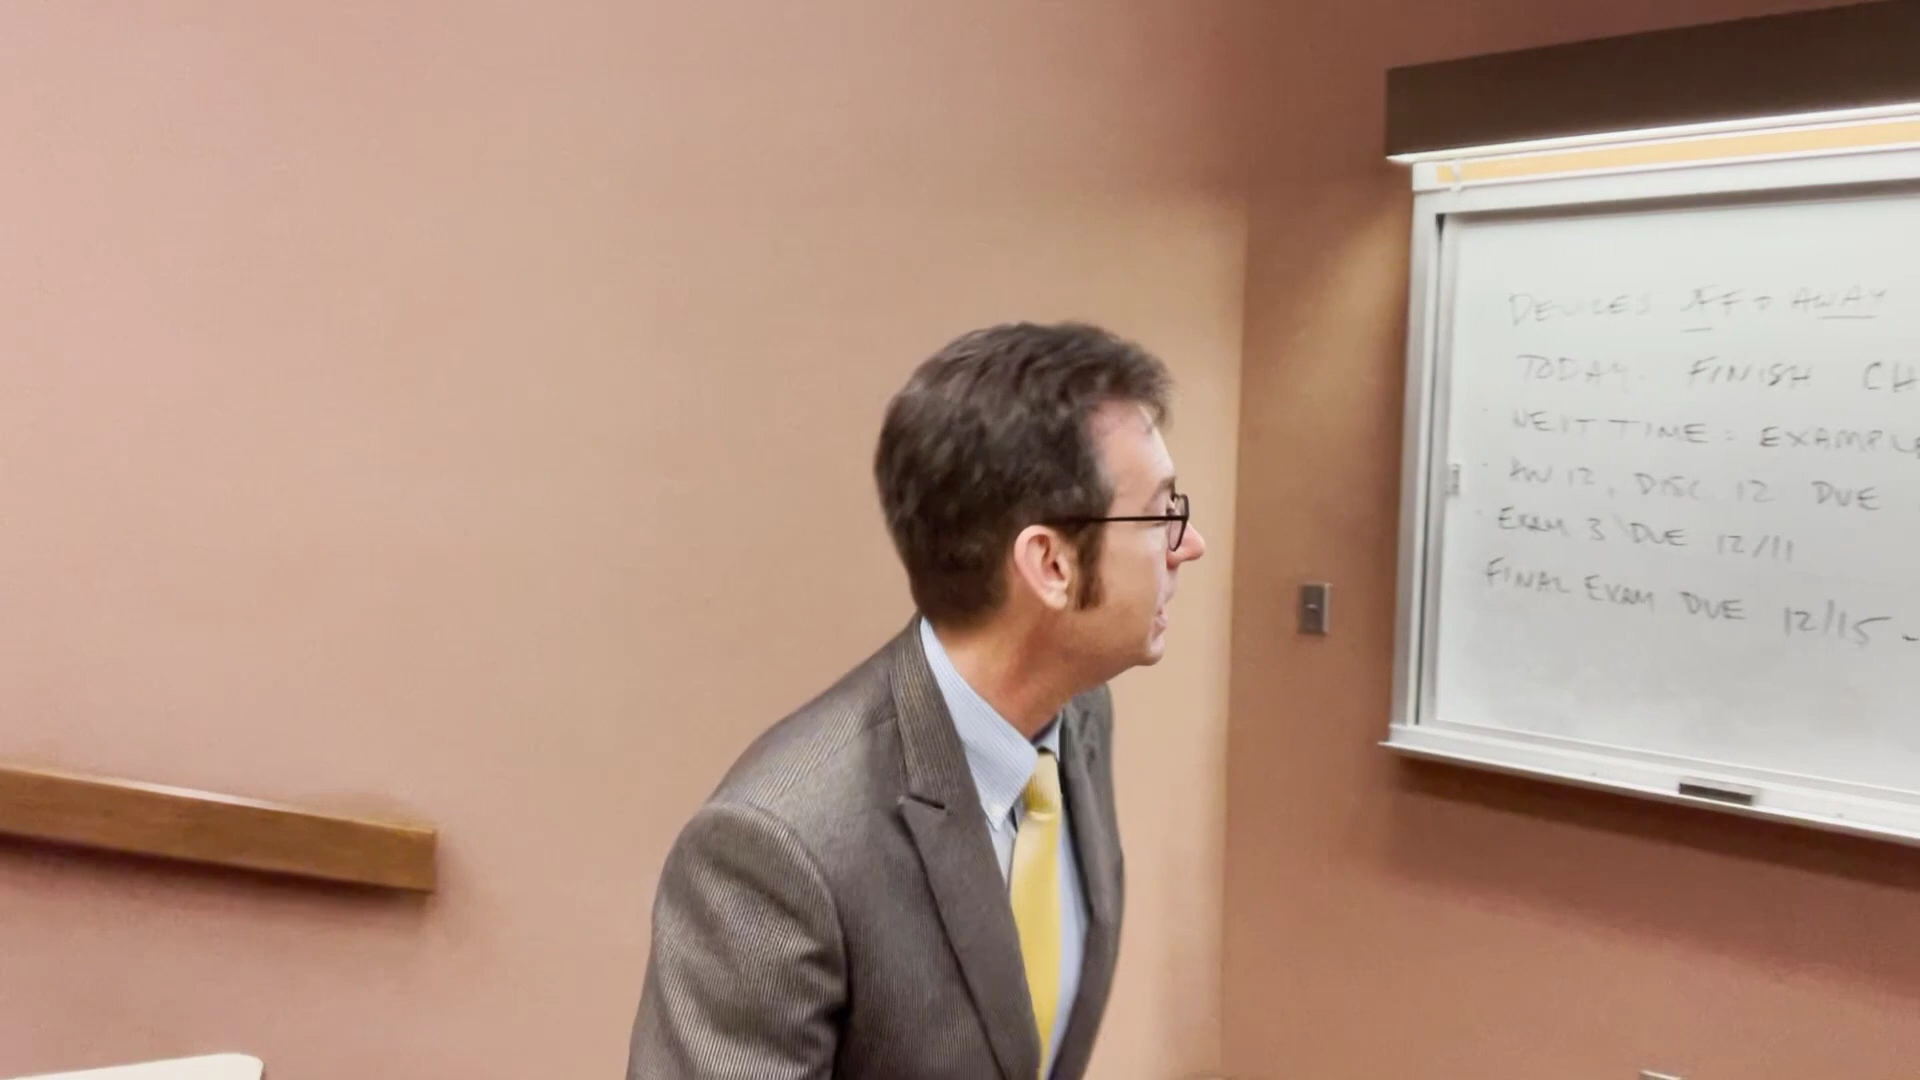 DEVICES OFF & AWAY
TODAY: FINISH CH
NEXT TIME: EXAMPLE
HW 12, DISC 12 DUE
EXAM 3 DUE 12/11
FINAL EXAM DUE 12/15 -